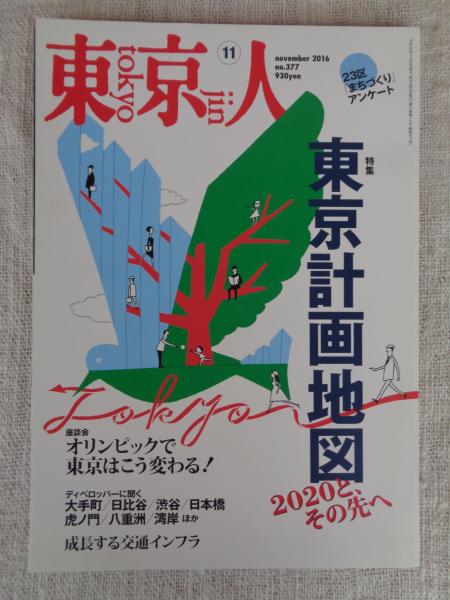 東京人
tokyo
jin
11
november 2016
no.377
930yen
23区
「まちづくり」
アンケート
特集
東京計画地図
2020と、
その先へ
Tokyo
座談会
オリンピックで
東京はこう変わる!
ディベロッパーに聞く
大手町/日比谷/渋谷/日本橋
虎ノ門/八重洲/湾岸 ほか
成長する交通インフラ